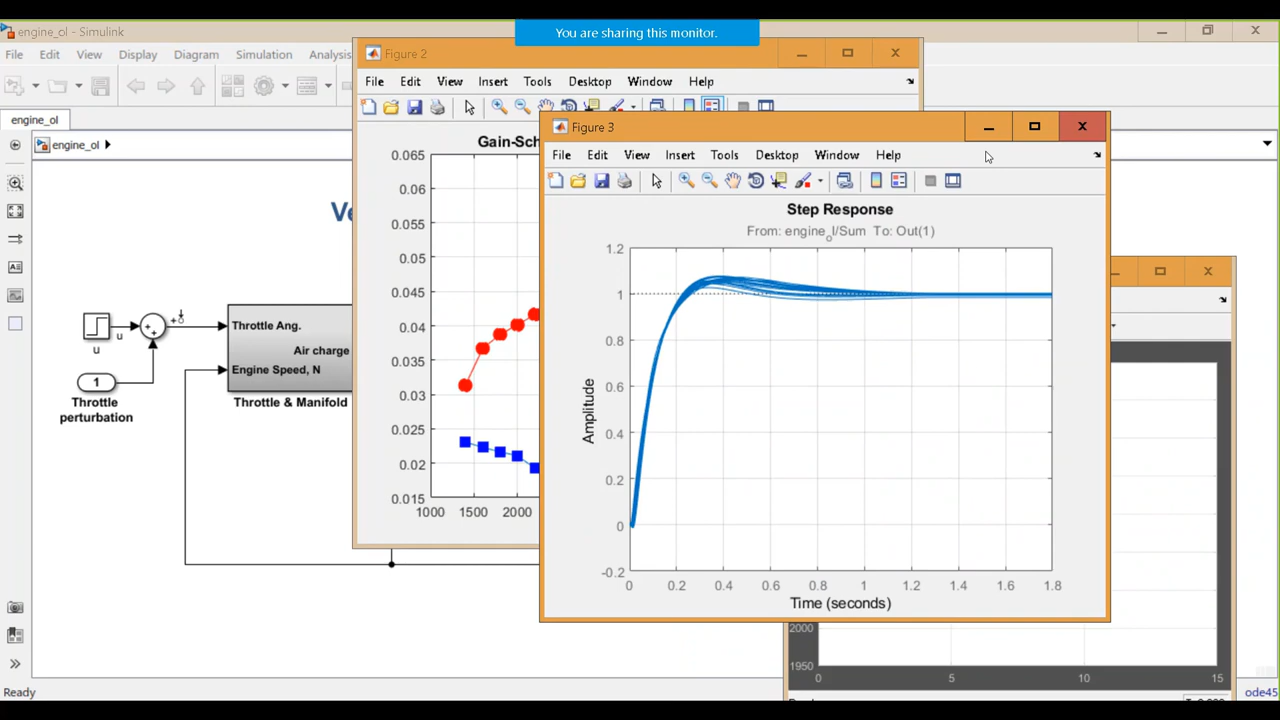 You are sharing this monitor.
engine_ol - Simulink
File Edit View Display Diagram Simulation Analysis
engine_ol
engine_ol
u
u
1
Throttle
perturbation
Throttle Ang.
Air charge
Engine Speed, N
Throttle & Manifold
Ready
ode45
Figure 2
File Edit View Insert Tools Desktop Window Help
Gain-Sch
0.065
0.06
0.055
0.05
0.045
0.04
0.035
0.03
0.025
0.02
0.015
1000 1500 2000
Figure 3
File Edit View Insert Tools Desktop Window Help
Step Response
From: engine_ol/Sum To: Out(1)
Amplitude
1.2
1
0.8
0.6
0.4
0.2
0
-0.2
0 0.2 0.4 0.6 0.8 1 1.2 1.4 1.6 1.8
Time (seconds)
2000
1950
0 5 10 15